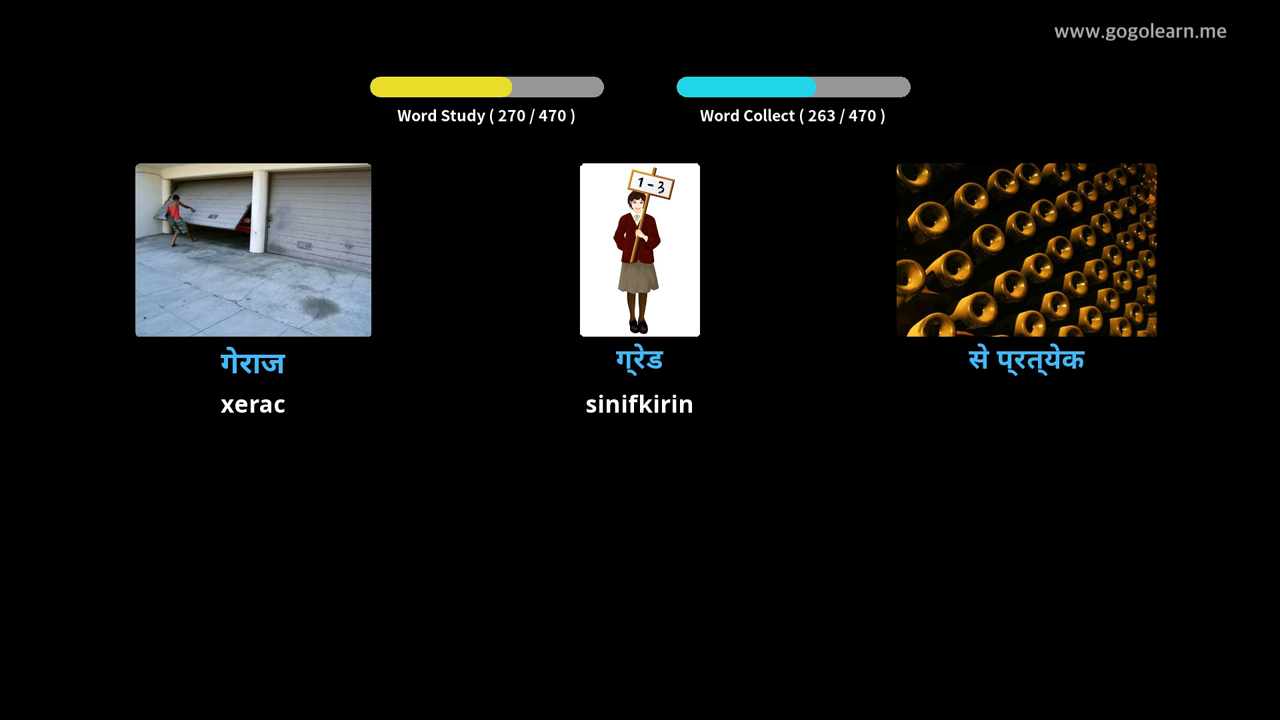 www.gogolearn.me
Word Study ( 270 / 470 )
Word Collect ( 263 / 470 )
1 - 3
गेराज
ग्रेड
से प्रत्येक
xerac
sinifkirin